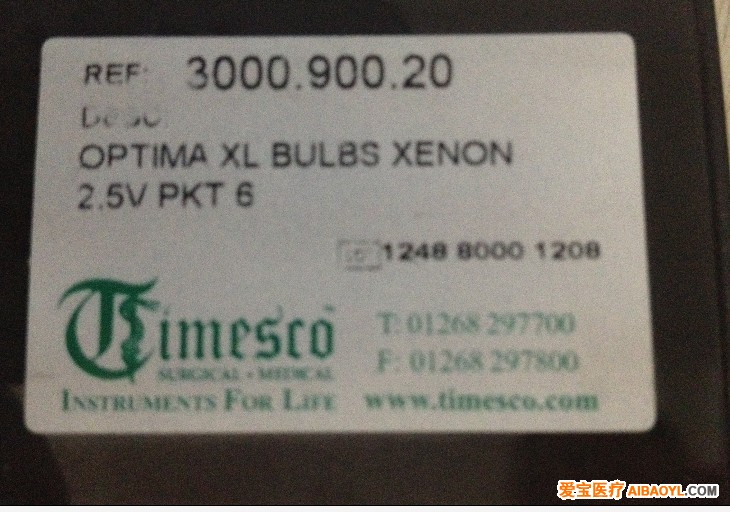 REF: 3000.900.20
Desc
OPTIMA XL BULBS XENON
2.5V PKT 6
1248 8000 1208
Timesco
SURGICAL • MEDICAL
INSTRUMENTS FOR LIFE
T: 01268 297700
F: 01268 297800
www.timesco.com
爱宝医疗 AIBAOYL.COM